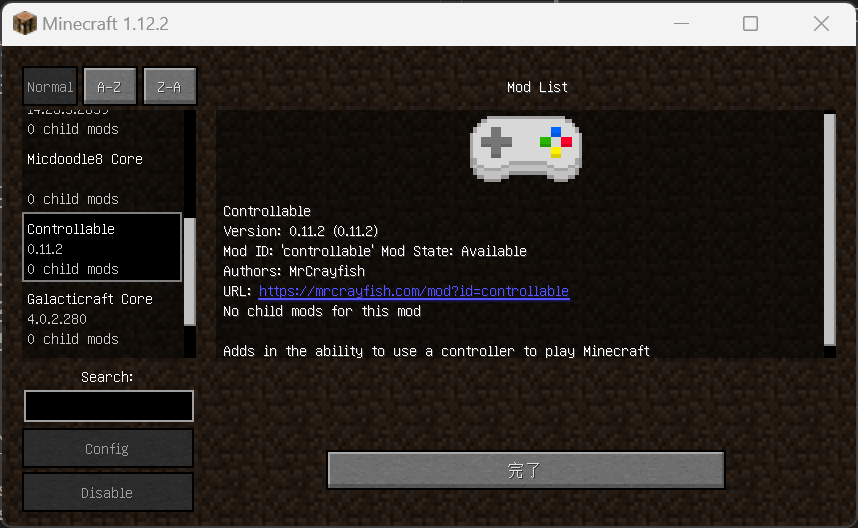 Minecraft 1.12.2
Normal
A-Z
Z-A
Mod List
0 child mods
Micdoodle8 Core
0 child mods
Controllable
0.11.2
0 child mods
Galacticraft Core
4.0.2.280
0 child mods
Search:
Config
Disable
Controllable
Version: 0.11.2 (0.11.2)
Mod ID: 'controllable' Mod State: Available
Authors: MrCrayfish
URL: https://mrcrayfish.com/mod?id=controllable
No child mods for this mod
Adds in the ability to use a controller to play Minecraft
完了